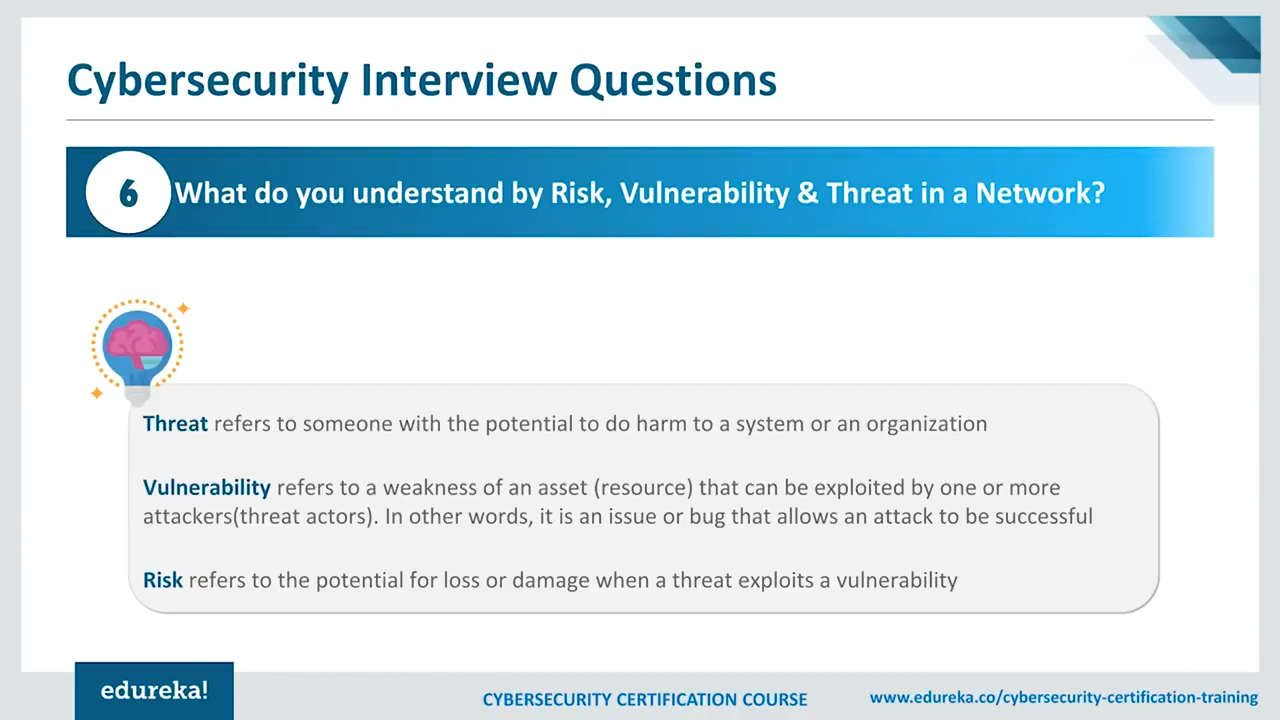 Cybersecurity Interview Questions
6 What do you understand by Risk, Vulnerability & Threat in a Network?
Threat refers to someone with the potential to do harm to a system or an organization
Vulnerability refers to a weakness of an asset (resource) that can be exploited by one or more
attackers(threat actors). In other words, it is an issue or bug that allows an attack to be successful
Risk refers to the potential for loss or damage when a threat exploits a vulnerability
edureka!
CYBERSECURITY CERTIFICATION COURSE
www.edureka.co/cybersecurity-certification-training